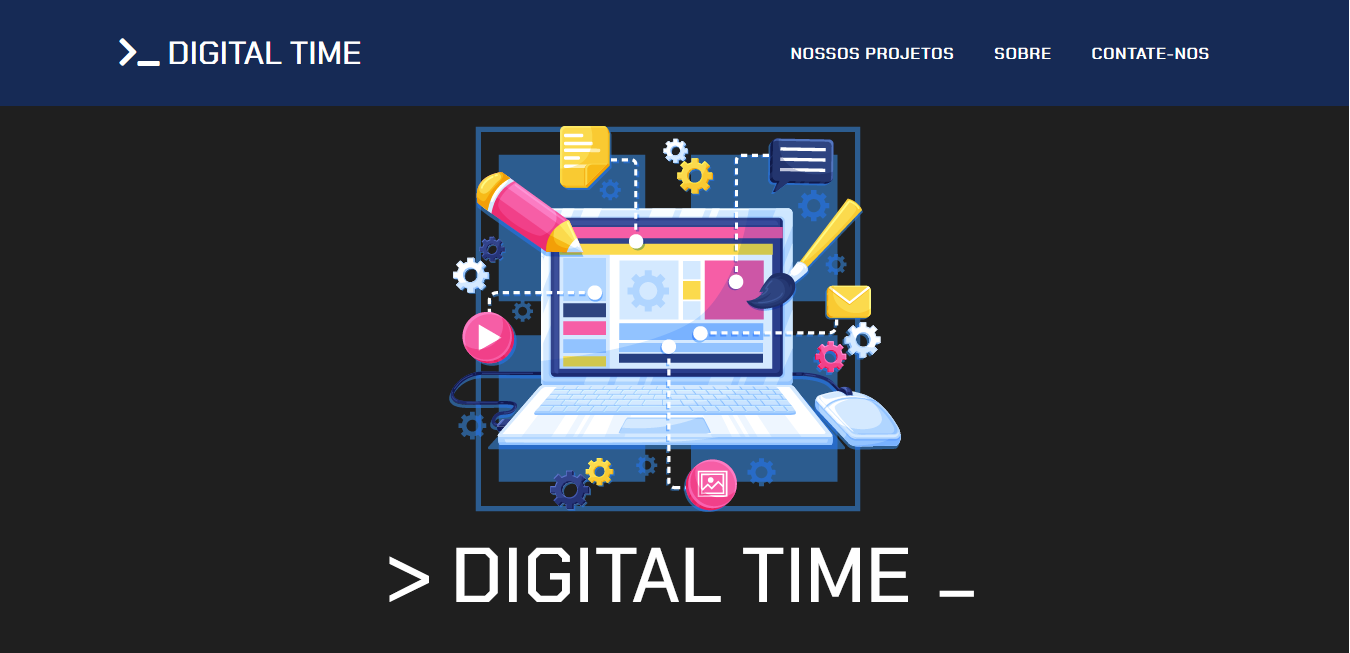 >_ DIGITAL TIME
NOSSOS PROJETOS SOBRE CONTATE-NOS
> DIGITAL TIME _